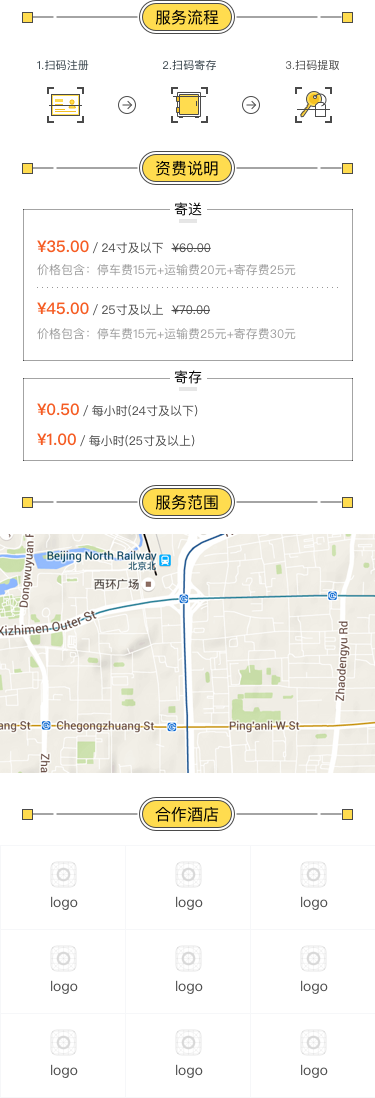 服务流程
1.扫码注册
2.扫码寄存
3.扫码提取
资费说明
寄送
¥35.00 / 24寸及以下 ¥60.00
价格包含：停车费15元+运输费20元+寄存费25元
¥45.00 / 25寸及以上 ¥70.00
价格包含：停车费15元+运输费25元+寄存费30元
寄存
¥0.50 / 每小时(24寸及以下)
¥1.00 / 每小时(25寸及以上)
服务范围
Dongwuyuan R
Beijing North Railway
北京北
西环广场
Xizhimen Outer St
Zhaodengyu Rd
ang St
Chegongzhuang St
Ping'anli W St
Zha
合作酒店
logo
logo
logo
logo
logo
logo
logo
logo
logo